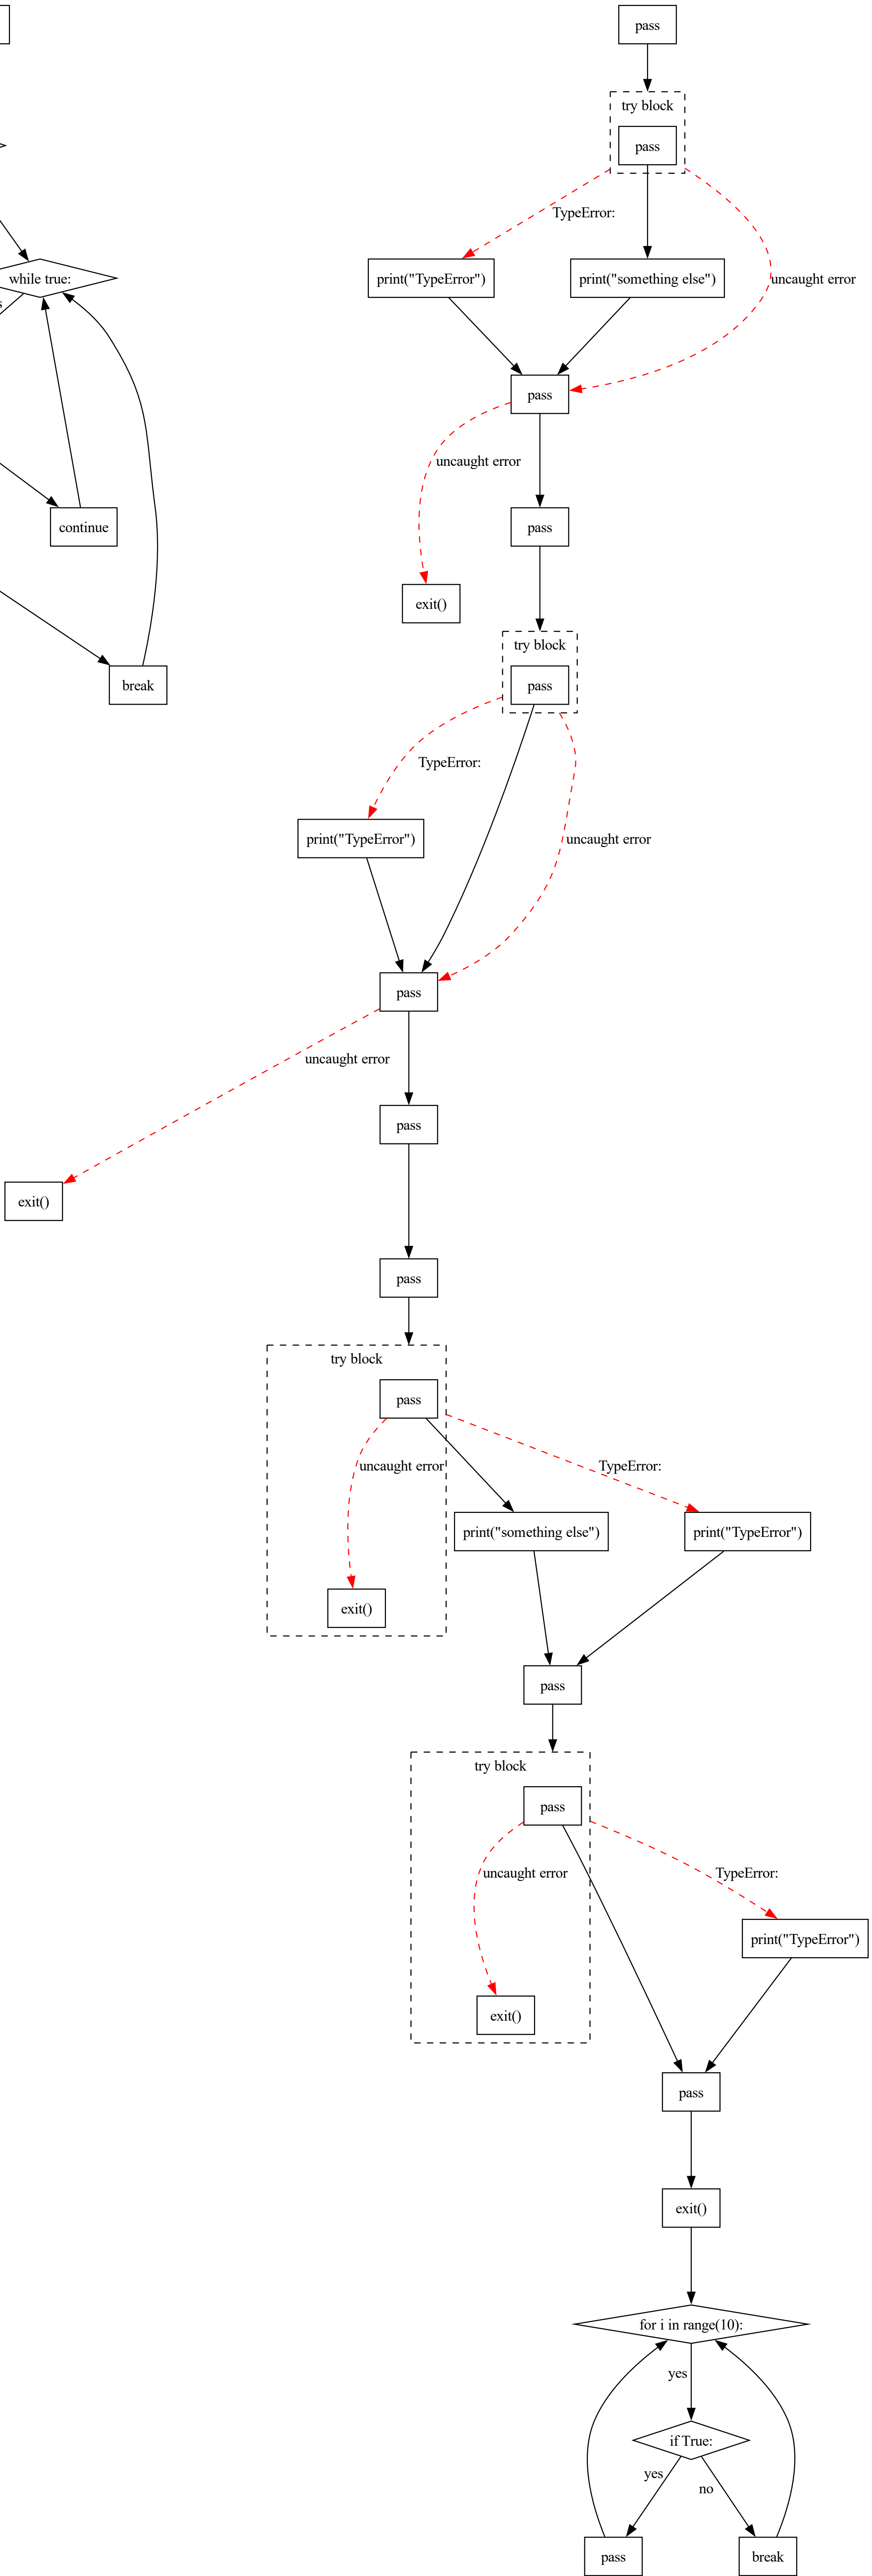 pass
try block
pass
TypeError:
while true:
print("TypeError")
print("something else")
uncaught error
s
pass
uncaught error
continue
pass
exit()
try block
break
pass
TypeError:
print("TypeError")
uncaught error
pass
uncaught error
pass
exit()
pass
try block
pass
uncaught error
TypeError:
print("something else")
print("TypeError")
exit()
pass
try block
pass
uncaught error
TypeError:
print("TypeError")
exit()
pass
exit()
for i in range(10):
yes
if True:
yes
no
pass
break